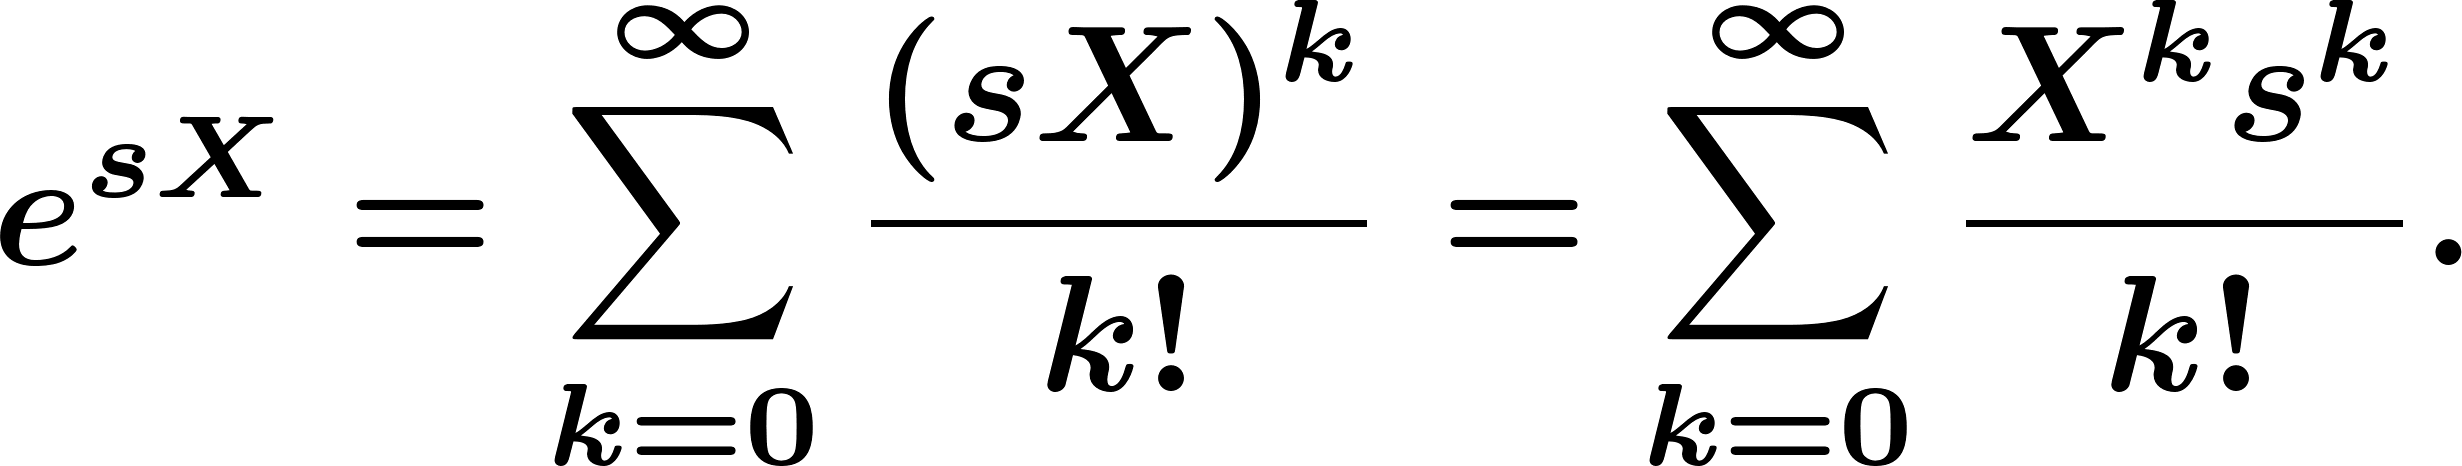 $e^{sX} = \sum_{k=0}^{\infty} \frac{(sX)^k}{k!} = \sum_{k=0}^{\infty} \frac{X^k s^k}{k!}.$